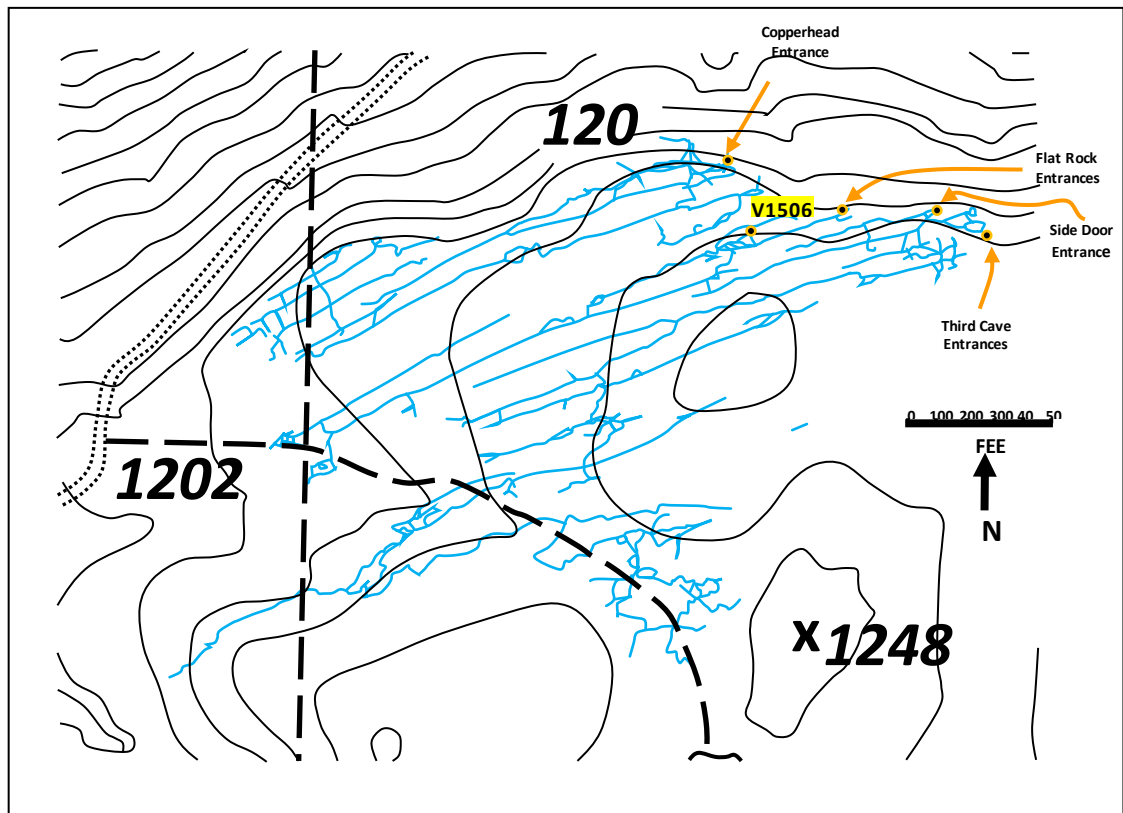 Copperhead
Entrance
120
Flat Rock
Entrances
V1506
Side Door
Entrance
Third Cave
Entrances
0 100 200 300 40 50
FEE
N
1202
X 1248